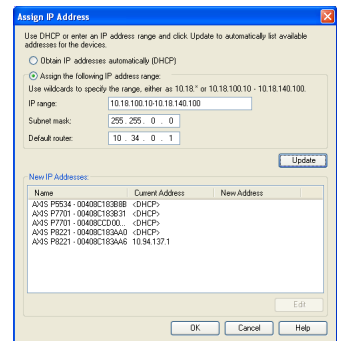 Assign IP Address
Use DHCP or enter an IP address range and click Update to automatically list available
addresses for the devices.
Obtain IP addresses automatically (DHCP)
Assign the following IP address range:
Use wildcards to specify the range, either as 10.18.* or 10.18.100.10 - 10.18.140.100.
IP range: 10.18.100.10-10.18.140.100
Subnet mask: 255 . 255 . 0 . 0
Default router: 10 . 34 . 0 . 1
Update
New IP Addresses:
Name Current Address New Address
AXIS P5534 - 00408C183B8B <DHCP>
AXIS P7701 - 00408C183B31 <DHCP>
AXIS P7701 - 00408CCD00... <DHCP>
AXIS P8221 - 00408C183AA0 <DHCP>
AXIS P8221 - 00408C183AA6 10.94.137.1
Edit
OK Cancel Help